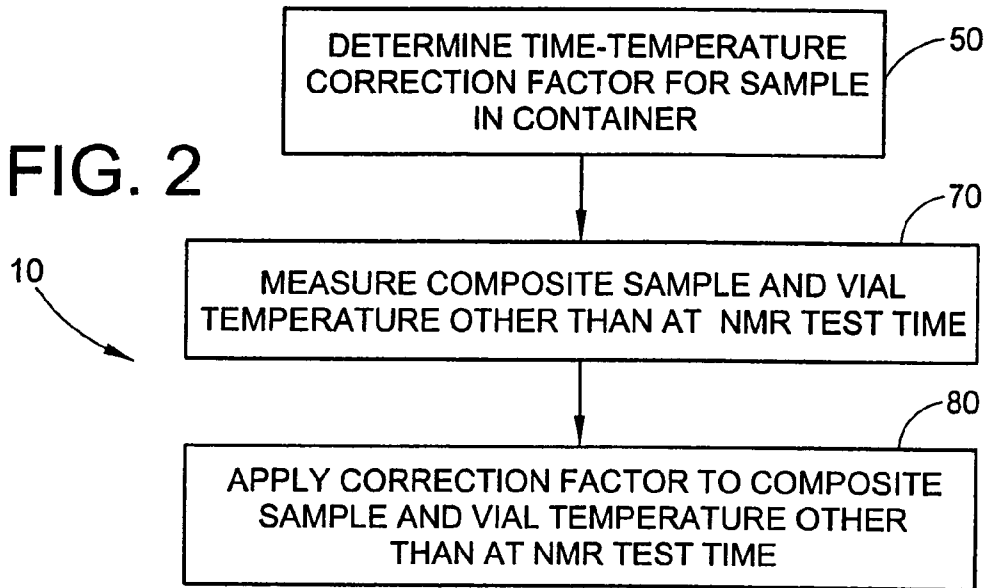 DETERMINE TIME-TEMPERATURE
CORRECTION FACTOR FOR SAMPLE
IN CONTAINER
50
FIG. 2
70
10
MEASURE COMPOSITE SAMPLE AND VIAL
TEMPERATURE OTHER THAN AT NMR TEST TIME
80
APPLY CORRECTION FACTOR TO COMPOSITE
SAMPLE AND VIAL TEMPERATURE OTHER
THAN AT NMR TEST TIME